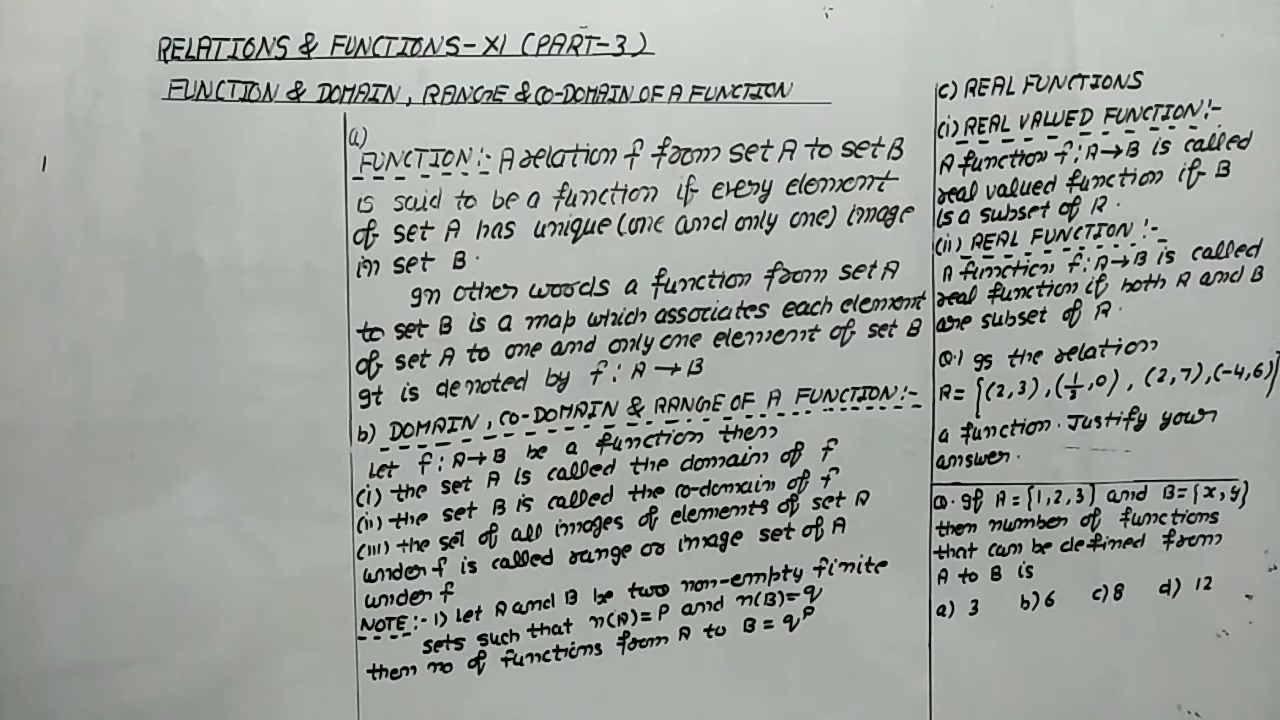 RELATIONS & FUNCTIONS-XI (PART-3)
FUNCTION & DOMAIN, RANGE & CO-DOMAIN OF A FUNCTION
1
a)
FUNCTION:- A relation f from set A to set B
is said to be a function if every element
of set A has unique (one and only one) image
in set B.
In other words a function from set A
to set B is a map which associates each element
of set A to one and only one element of set B
It is denoted by f: A → B
b) DOMAIN, CO-DOMAIN & RANGE OF A FUNCTION:-
Let f: A → B be a function then
(i) the set A is called the domain of f
(ii) the set B is called the co-domain of f
(iii) the set of all images of elements of set A
under f is called range or image set of A
under f
NOTE:- 1) Let A and B be two non-empty finite
sets such that n(A)=P and n(B)=q
then no of functions from A to B = q^P
c) REAL FUNCTIONS
(i) REAL VALUED FUNCTION:-
A function f: A → B is called
real valued function if B
is a subset of R.
(ii) REAL FUNCTION:-
A function f: A → B is called
real function if both A and B
are subset of R.
Q.1 Is the relation
R = {(2,3), (1/2,0), (2,7), (-4,6)}
a function. Justify your
answer.
Q. If A = {1,2,3} and B = {x,y}
then number of functions
that can be defined from
A to B is
a) 3 b) 6 c) 8 d) 12